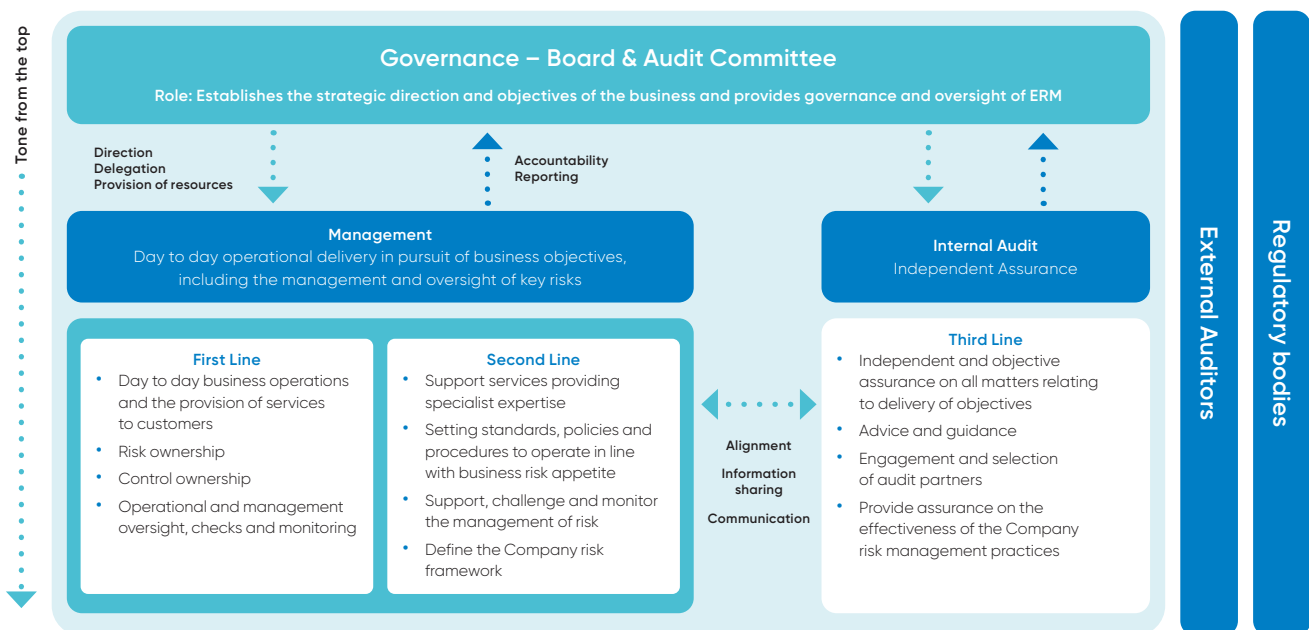 Tone from the top
Governance – Board & Audit Committee
Role: Establishes the strategic direction and objectives of the business and provides governance and oversight of ERM
Direction
Delegation
Provision of resources
Accountability
Reporting
Management
Day to day operational delivery in pursuit of business objectives,
including the management and oversight of key risks
Internal Audit
Independent Assurance
First Line
• Day to day business operations
and the provision of services
to customers
• Risk ownership
• Control ownership
• Operational and management
oversight, checks and monitoring
Second Line
• Support services providing
specialist expertise
• Setting standards, policies and
procedures to operate in line
with business risk appetite
• Support, challenge and monitor
the management of risk
• Define the Company risk
framework
Alignment
Information
sharing
Communication
Third Line
• Independent and objective
assurance on all matters relating
to delivery of objectives
• Advice and guidance
• Engagement and selection
of audit partners
• Provide assurance on the
effectiveness of the Company
risk management practices
External Auditors
Regulatory bodies